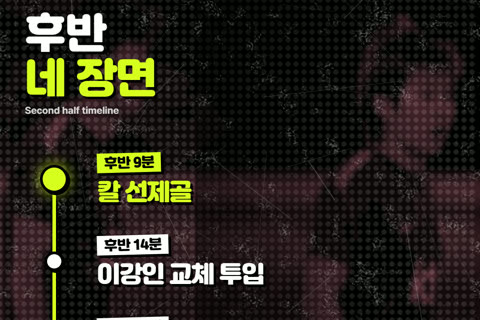 후반
네 장면
Second half timeline
후반 9분
칼 선제골
후반 14분
이강인 교체 투입